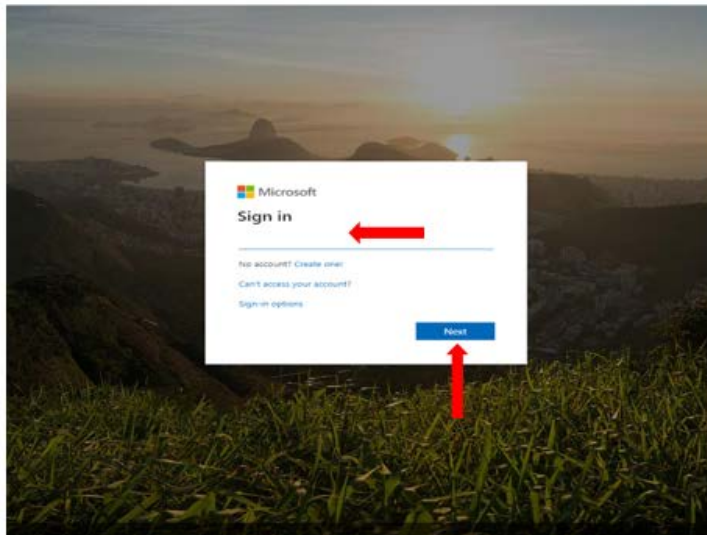 Microsoft
Sign in
No account? Create one!
Can't access your account?
Sign-in options
Next